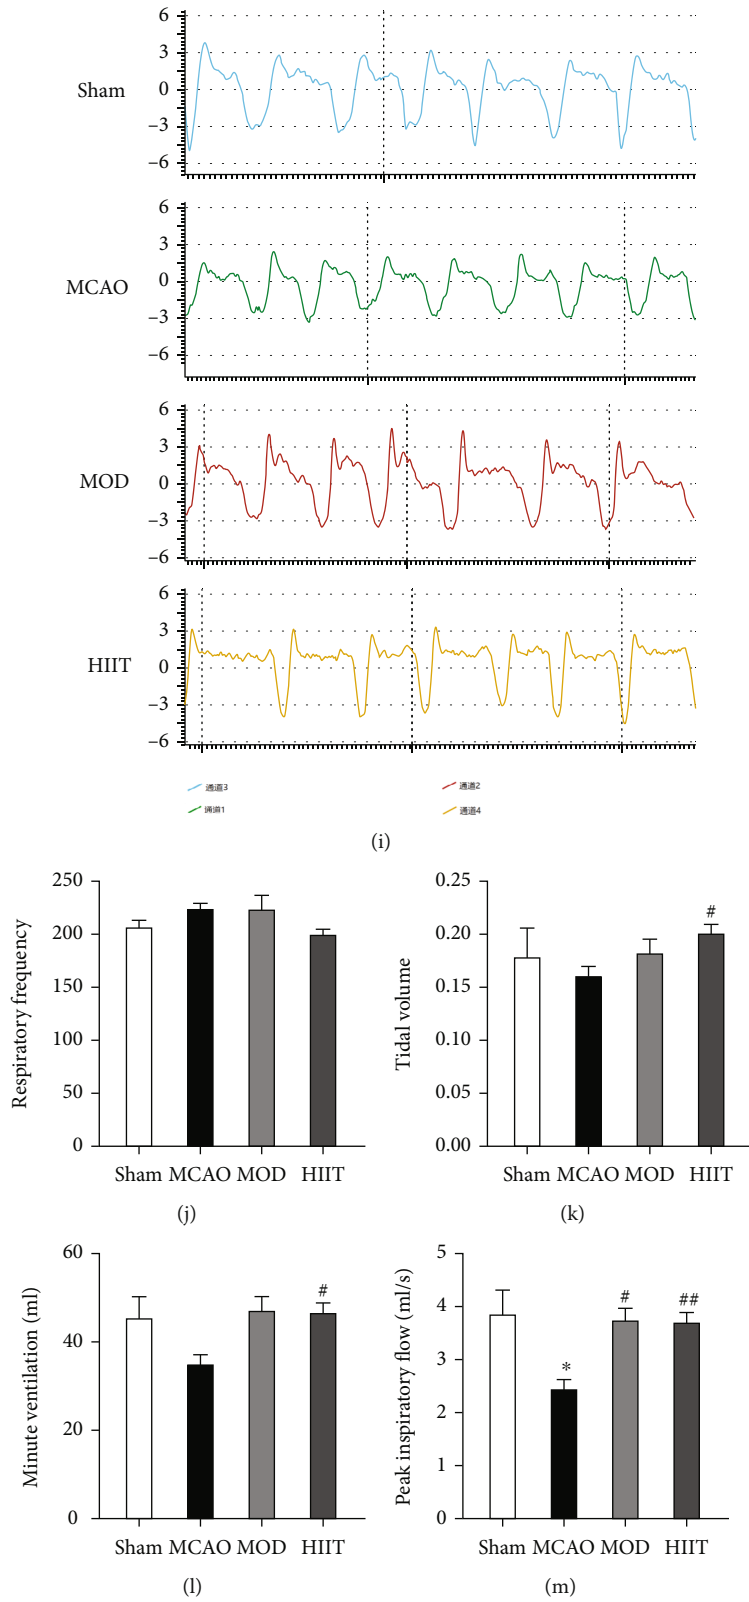 6
3
Sham 0
−3
−6
6
3
MCAO 0
−3
−6
6
3
MOD 0
−3
−6
6
3
HIIT 0
−3
−6
通道3 通道2
通道1 通道4
(i)
250
200
150
100
50
0
Respiratory frequency
Sham MCAO MOD HIIT
(j)
0.25
0.20
0.15
0.10
0.05
0.00
Tidal volume
#
Sham MCAO MOD HIIT
(k)
60
40
20
0
Minute ventilation (ml)
#
Sham MCAO MOD HIIT
(l)
5
4
3
2
1
0
Peak inspiratory flow (ml/s)
* # ##
Sham MCAO MOD HIIT
(m)